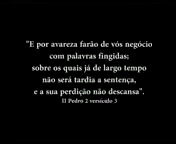 "E por avareza farão de vós negócio
com palavras fingidas;
sobre os quais já de largo tempo
não será tardia a sentença,
e a sua perdição não descansa".
II Pedro 2 versículo 3